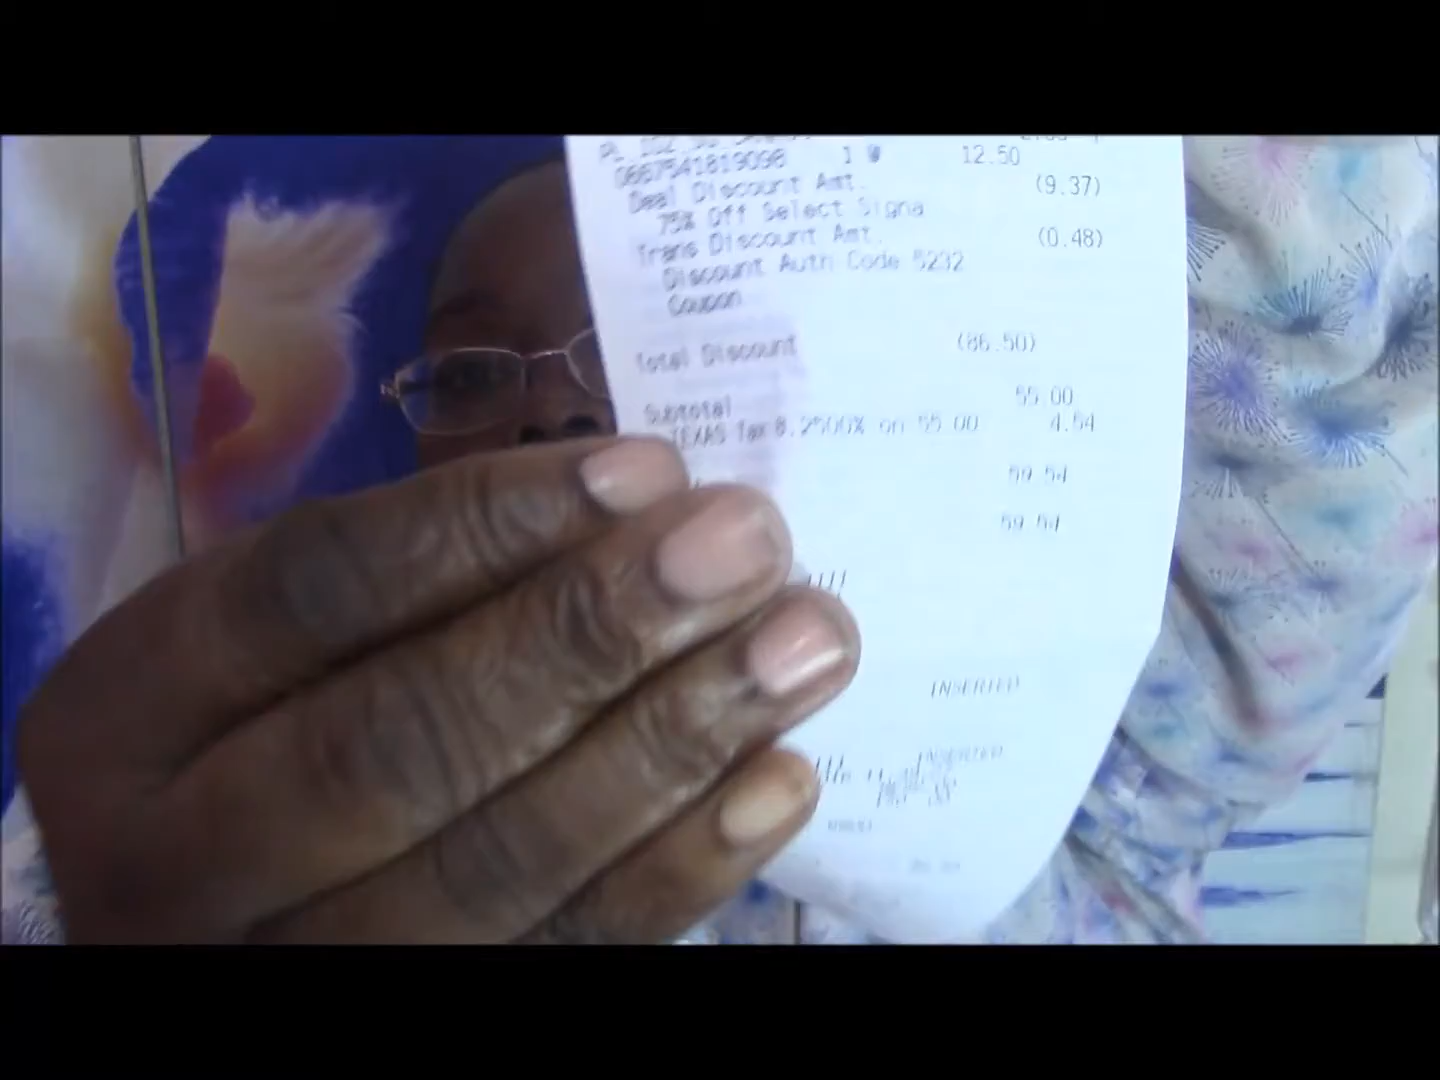 0667541819098 1 @ 12.50
Deal Discount Amt. (9.37)
75% Off Select Signa
Trans Discount Amt. (0.48)
Discount Auth Code 5232
Coupon
Total Discount (86.50)
Subtotal 55.00
TEXAS Tax 8.2500% on 55.00 4.54
59.54
59.54
INSERTED
INSERTED